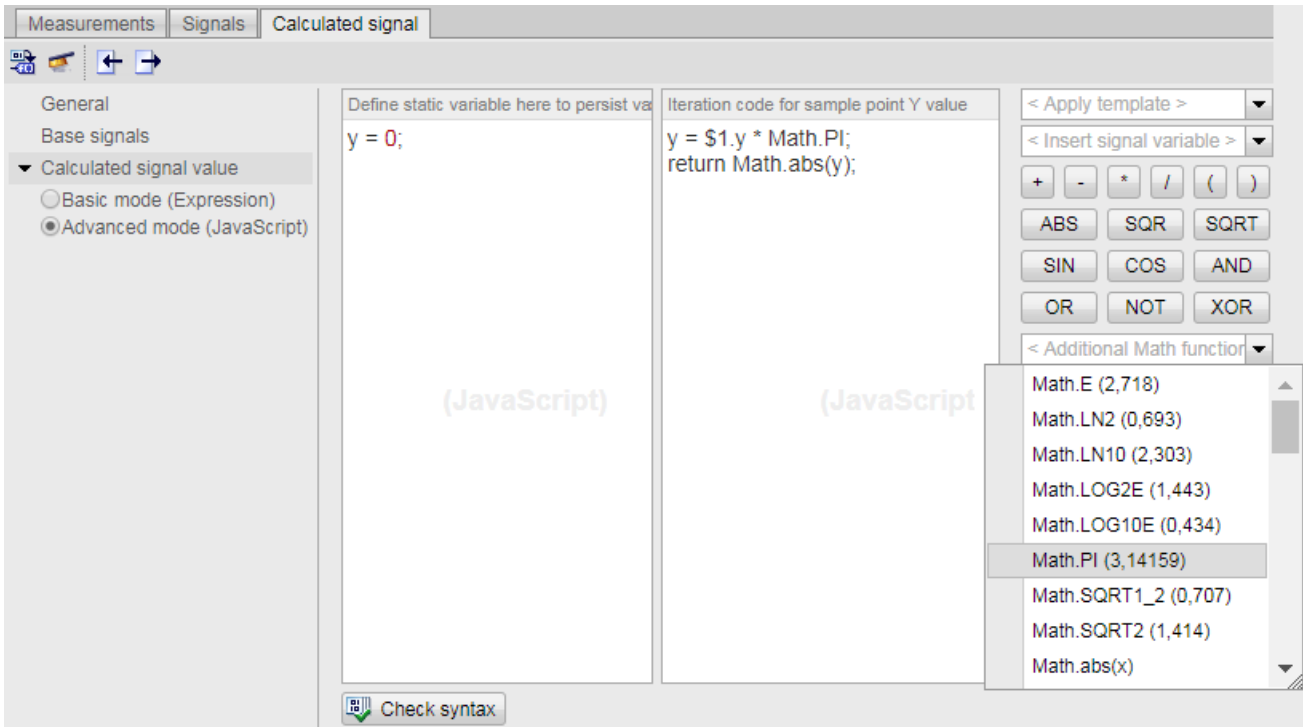 Measurements
Signals
Calculated signal
General
Base signals
Calculated signal value
Basic mode (Expression)
Advanced mode (JavaScript)
Define static variable here to persist va
y = 0;
(JavaScript)
Iteration code for sample point Y value
y = $1.y * Math.PI;
return Math.abs(y);
(JavaScript
< Apply template >
< Insert signal variable >
+ - * / ( )
ABS SQR SQRT
SIN COS AND
OR NOT XOR
< Additional Math function
Math.E (2,718)
Math.LN2 (0,693)
Math.LN10 (2,303)
Math.LOG2E (1,443)
Math.LOG10E (0,434)
Math.PI (3,14159)
Math.SQRT1_2 (0,707)
Math.SQRT2 (1,414)
Math.abs(x)
Check syntax